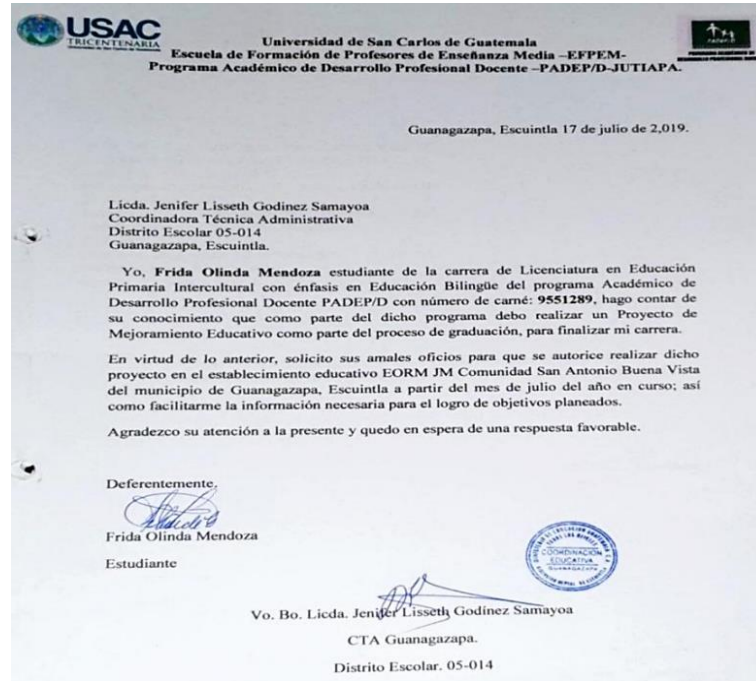 USAC
TRICENTENARIA
Universidad de San Carlos de Guatemala
Escuela de Formación de Profesores de Enseñanza Media –EFPEM-
Programa Académico de Desarrollo Profesional Docente –PADEP/D-JUTIAPA.
Guanagazapa, Escuintla 17 de julio de 2,019.
Licda. Jenifer Lisseth Godinez Samayoa
Coordinadora Técnica Administrativa
Distrito Escolar 05-014
Guanagazapa, Escuintla.
Yo, Frida Olinda Mendoza estudiante de la carrera de Licenciatura en Educación
Primaria Intercultural con énfasis en Educación Bilingüe del programa Académico de
Desarrollo Profesional Docente PADEP/D con número de carné: 9551289, hago contar de
su conocimiento que como parte del dicho programa debo realizar un Proyecto de
Mejoramiento Educativo como parte del proceso de graduación, para finalizar mi carrera.
En virtud de lo anterior, solicito sus amales oficios para que se autorice realizar dicho
proyecto en el establecimiento educativo EORM JM Comunidad San Antonio Buena Vista
del municipio de Guanagazapa, Escuintla a partir del mes de julio del año en curso; así
como facilitarme la información necesaria para el logro de objetivos planeados.
Agradezco su atención a la presente y quedo en espera de una respuesta favorable.
Deferentemente,
Frida Olinda Mendoza
Estudiante
COORDINACIÓN
EDUCATIVA
GUANAGAZAPA
Vo. Bo. Licda. Jenifer Lisseth Godínez Samayoa
CTA Guanagazapa.
Distrito Escolar. 05-014